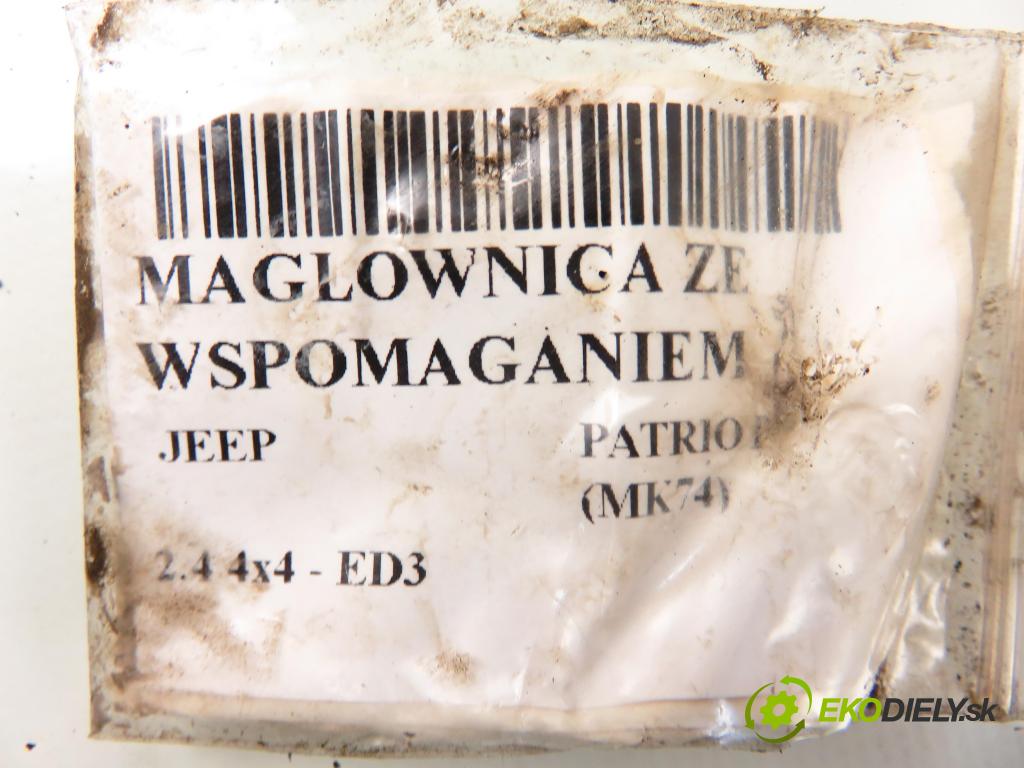 MAGLOWNICA ZE
WSPOMAGANIEM
JEEP PATRIOT
(MK74)
2.4 4x4 - ED3
EKODIELY.sk